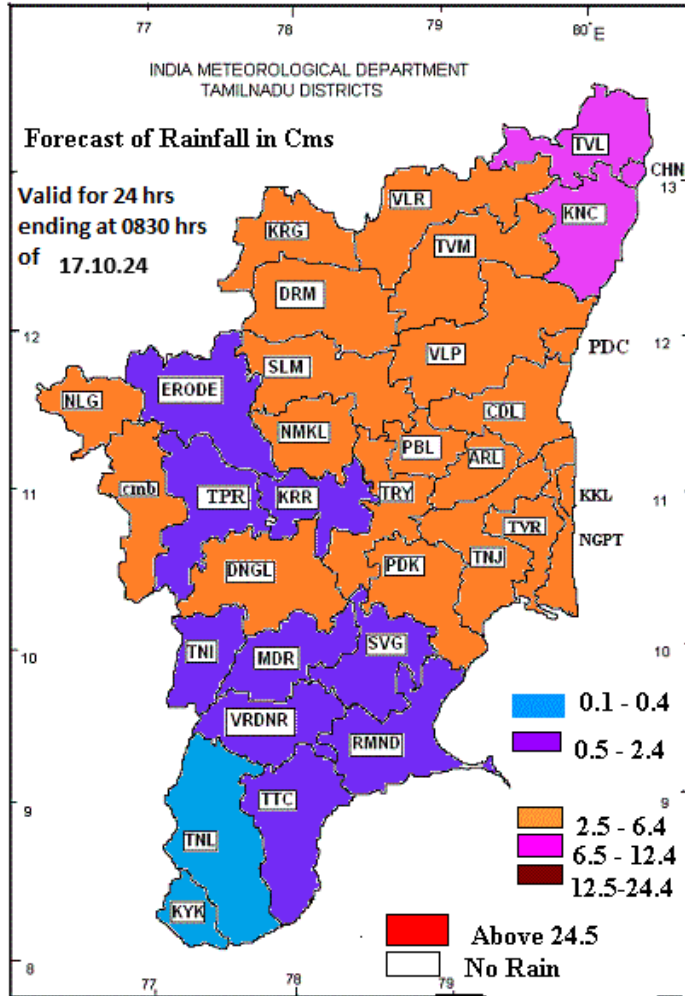 77 78 79 80° E
INDIA METEOROLOGICAL DEPARTMENT
TAMILNADU DISTRICTS
Forecast of Rainfall in Cms
TVL
CHN
13
Valid for 24 hrs
ending at 0830 hrs
of 17.10.24
VLR
KNC
KRG
TVM
DRM
12
12
PDC
VLP
SLM
ERODE
NLG
CDL
NMKL
PBL
ARL
cmb
TPR
KRR
TRY
11
KKL
11
TVR
NGPT
DNGL
PDK
TNJ
10
TNI
MDR
SVG
10
VRDNR
RMND
0.1 - 0.4
0.5 - 2.4
9
TTC
9
2.5 - 6.4
TNL
6.5 - 12.4
12.5-24.4
KYK
Above 24.5
8
No Rain
77 78 79